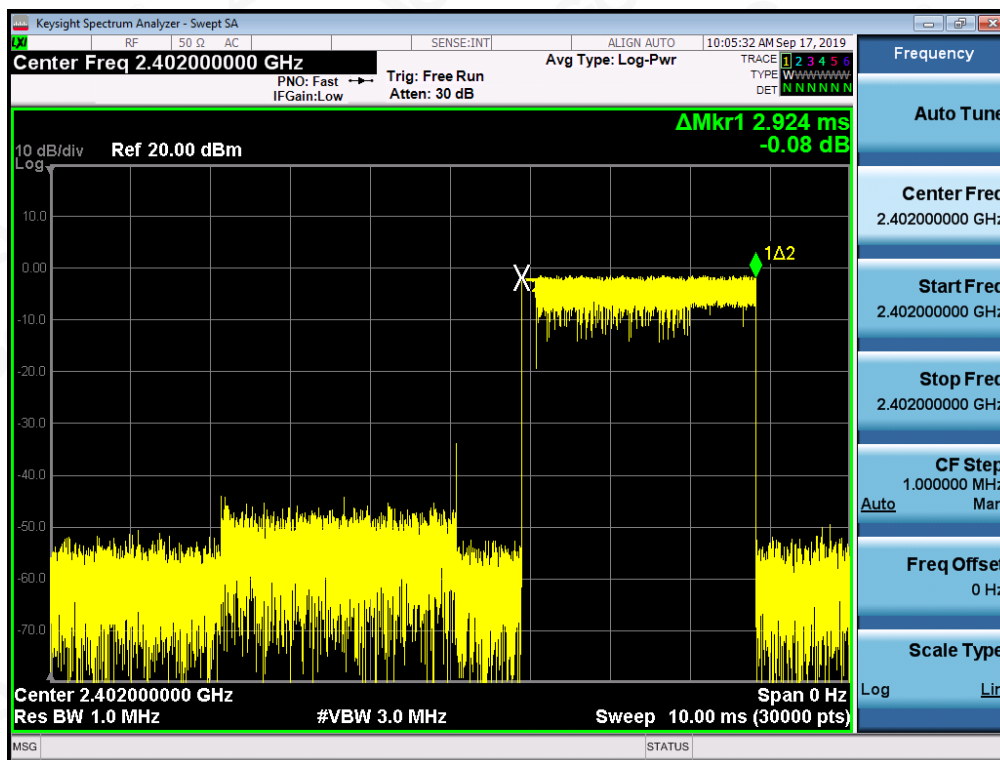 Keysight Spectrum Analyzer - Swept SA
LXI RF 50 Ω AC SENSE:INT ALIGN AUTO 10:05:32 AM Sep 17, 2019
Center Freq 2.402000000 GHz
PNO: Fast
IFGain:Low
Trig: Free Run
Atten: 30 dB
Avg Type: Log-Pwr
TRACE 1 2 3 4 5 6
TYPE WWWWWW
DET N N N N N N
ΔMkr1 2.924 ms
-0.08 dB
10 dB/div Ref 20.00 dBm
Log
10.0
0.00
-10.0
-20.0
-30.0
-40.0
-50.0
-60.0
-70.0
1Δ2
Center 2.402000000 GHz Span 0 Hz
Res BW 1.0 MHz #VBW 3.0 MHz Sweep 10.00 ms (30000 pts)
MSG STATUS
Frequency
Auto Tune
Center Freq
2.402000000 GHz
Start Freq
2.402000000 GHz
Stop Freq
2.402000000 GHz
CF Step
1.000000 MHz
Auto Man
Freq Offset
0 Hz
Scale Type
Log Lin